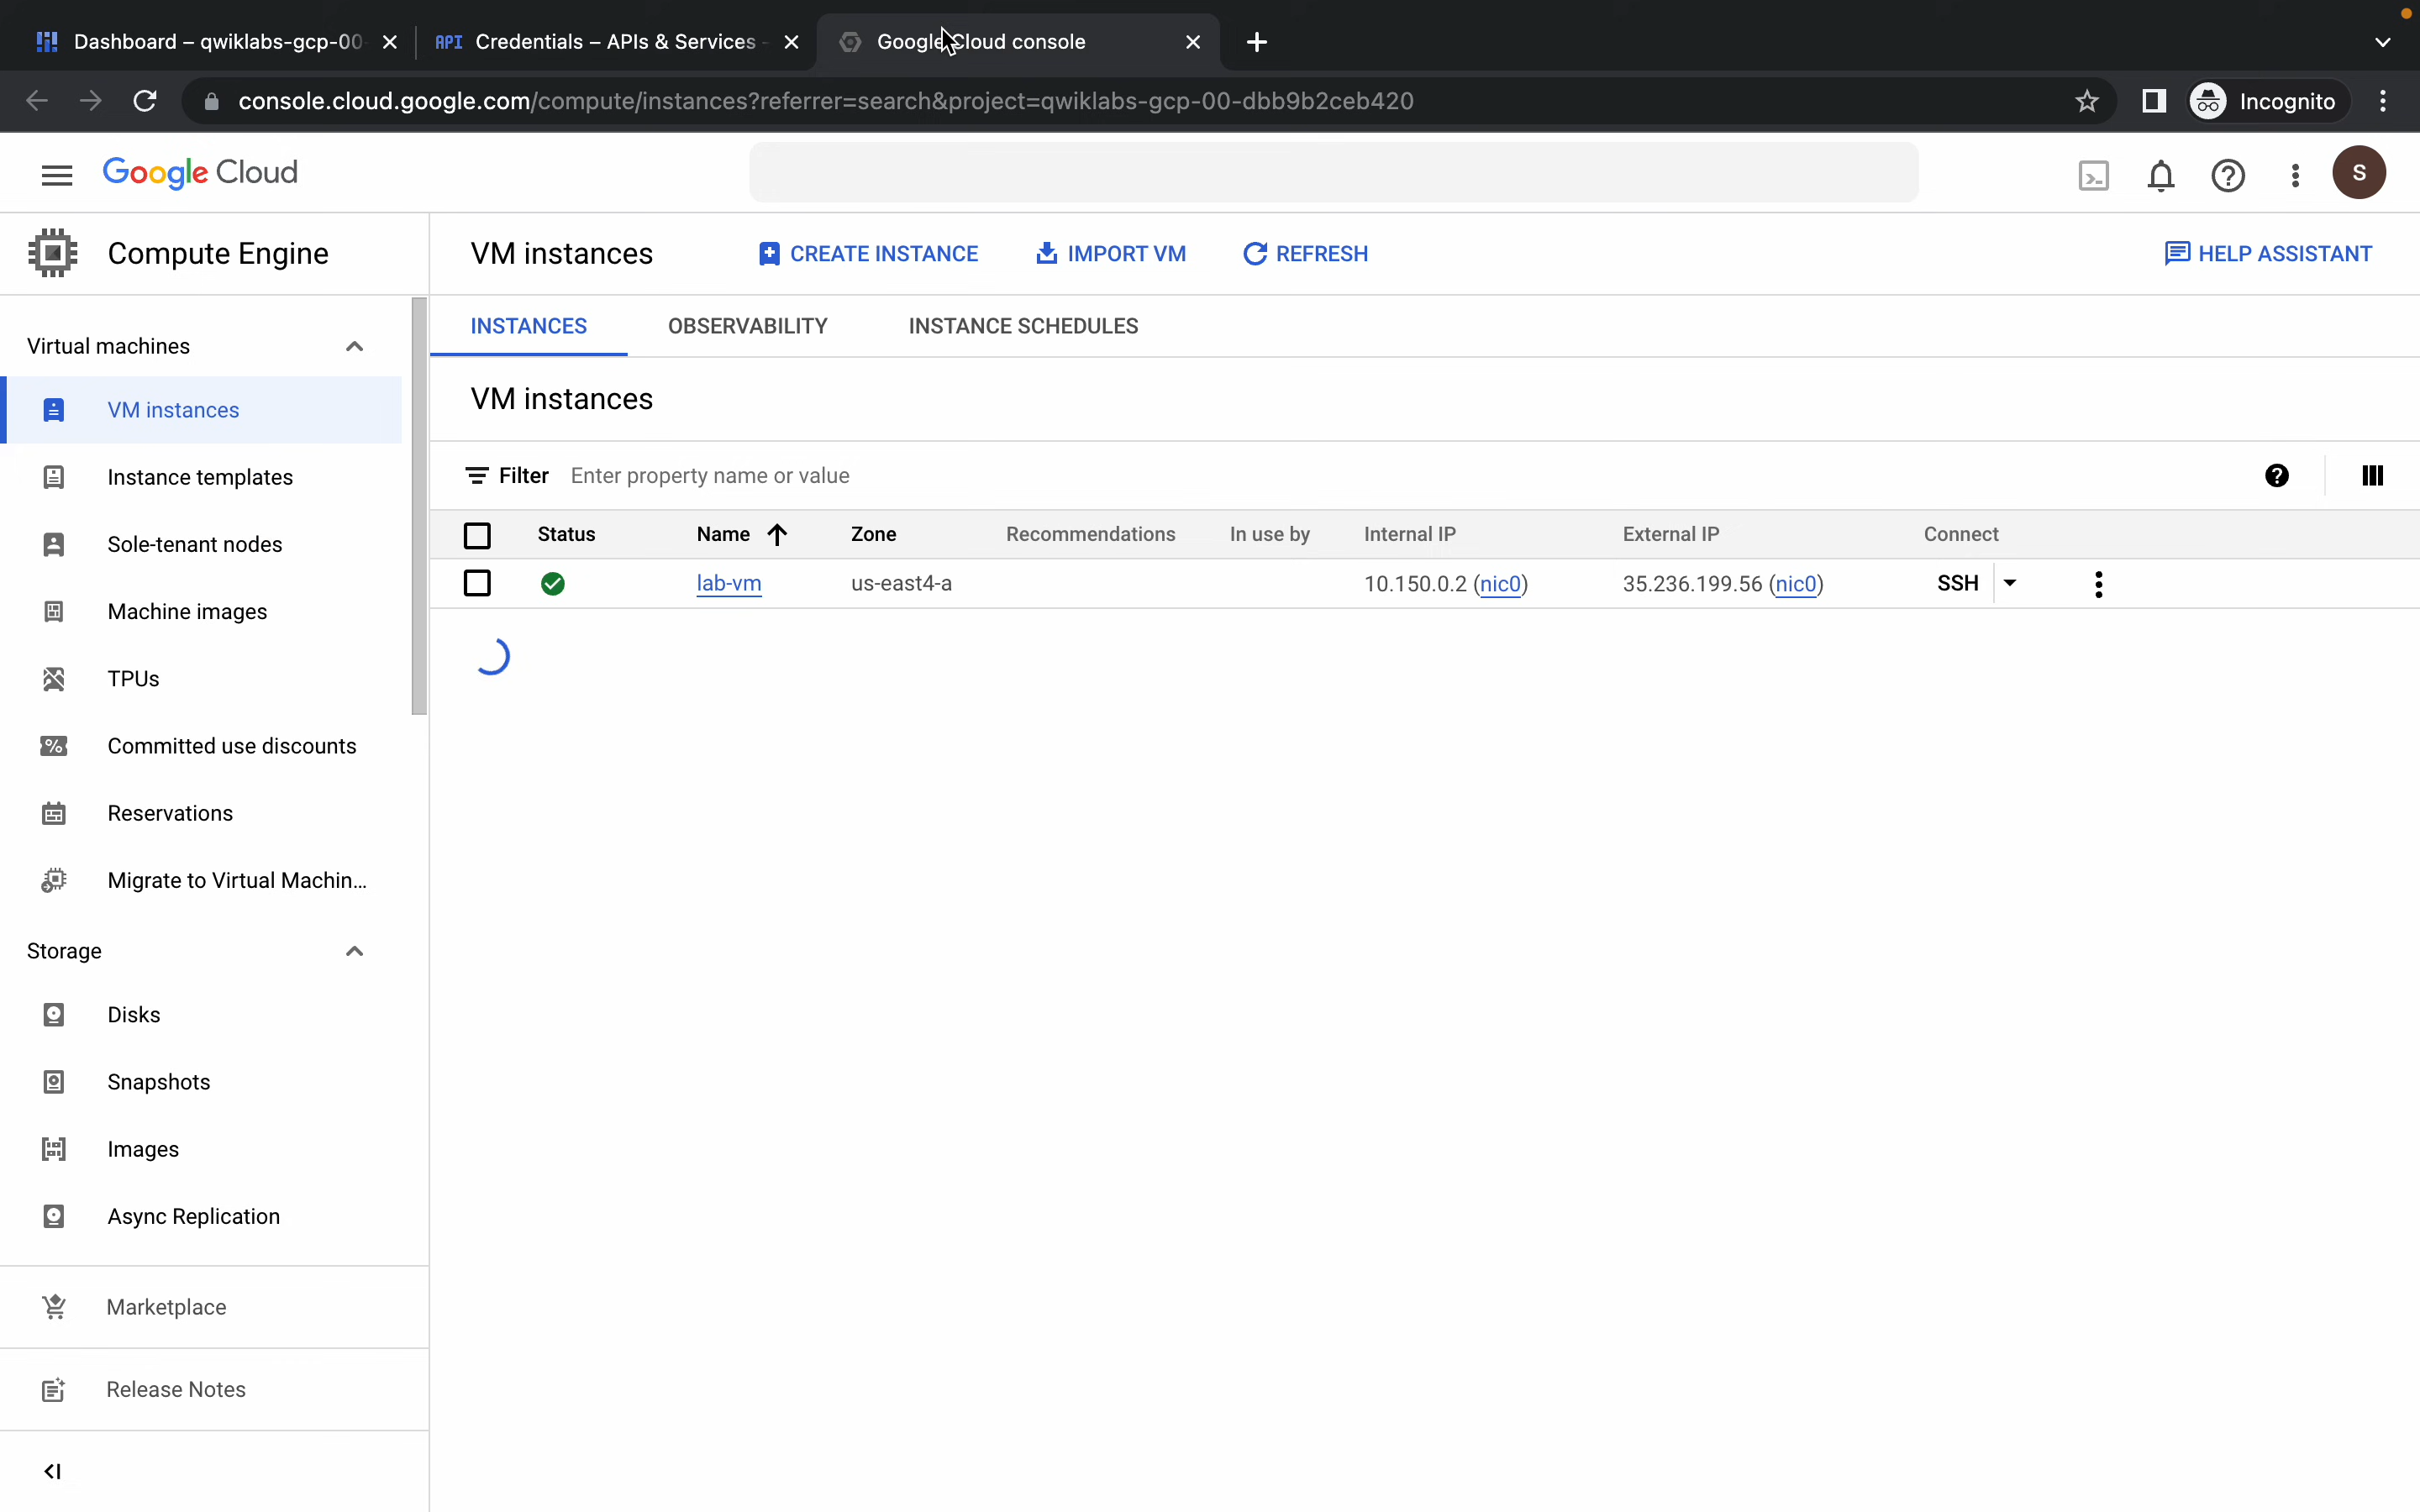 Dashboard – qwiklabs-gcp-00-
API Credentials – APIs & Services -
Google Cloud console
console.cloud.google.com/compute/instances?referrer=search&project=qwiklabs-gcp-00-dbb9b2ceb420
Incognito
Google Cloud
S
Compute Engine
VM instances
CREATE INSTANCE
IMPORT VM
REFRESH
HELP ASSISTANT
Virtual machines
VM instances
Instance templates
Sole-tenant nodes
Machine images
TPUs
Committed use discounts
Reservations
Migrate to Virtual Machin...
Storage
Disks
Snapshots
Images
Async Replication
Marketplace
Release Notes
INSTANCES OBSERVABILITY INSTANCE SCHEDULES
VM instances
Filter Enter property name or value
Status Name Zone Recommendations In use by Internal IP External IP Connect
lab-vm us-east4-a 10.150.0.2 (nic0) 35.236.199.56 (nic0) SSH